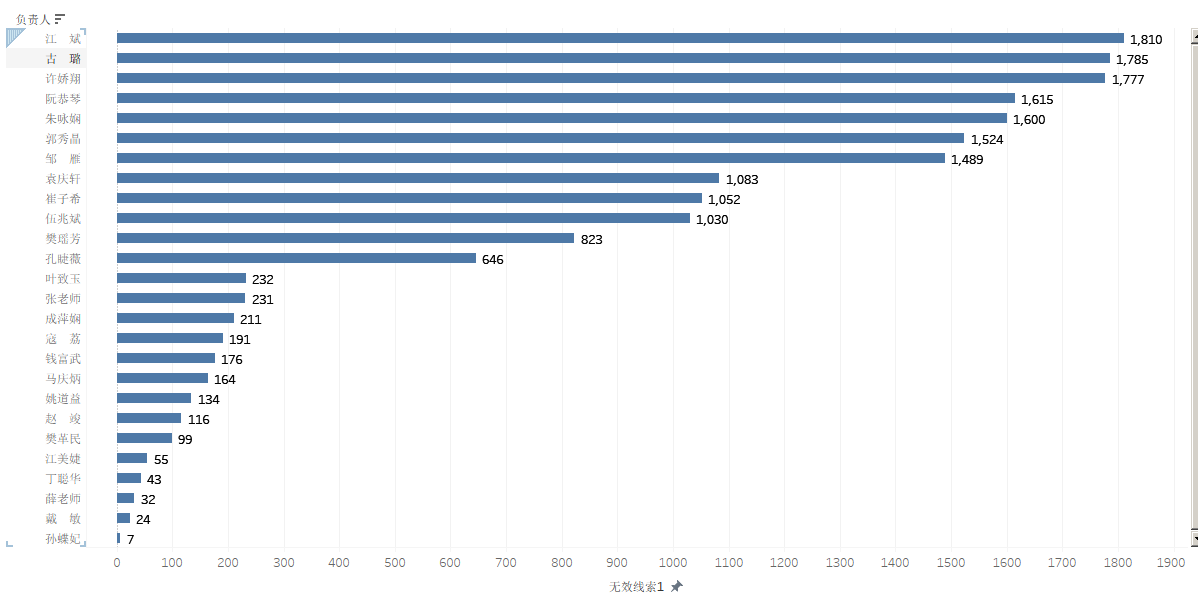 负责人
江 斌 1,810
古 璐 1,785
许娇翔 1,777
阮恭琴 1,615
朱咏娴 1,600
郭秀晶 1,524
邹 雁 1,489
袁庆轩 1,083
崔子希 1,052
伍兆斌 1,030
樊瑶芳 823
孔睫薇 646
叶致玉 232
张老师 231
成萍娴 211
寇 荔 191
钱富武 176
马庆炳 164
姚道益 134
赵 竣 116
樊革民 99
江美婕 55
丁聪华 43
薛老师 32
戴 敏 24
孙蝶妃 7
0 100 200 300 400 500 600 700 800 900 1000 1100 1200 1300 1400 1500 1600 1700 1800 1900
无效线索1